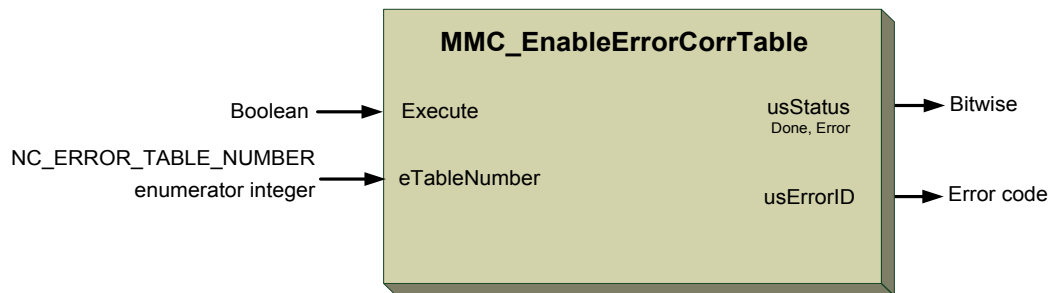 MMC_EnableErrorCorrTable
Boolean
Execute
usStatus
Done, Error
Bitwise
NC_ERROR_TABLE_NUMBER
enumerator integer
eTableNumber
usErrorID
Error code